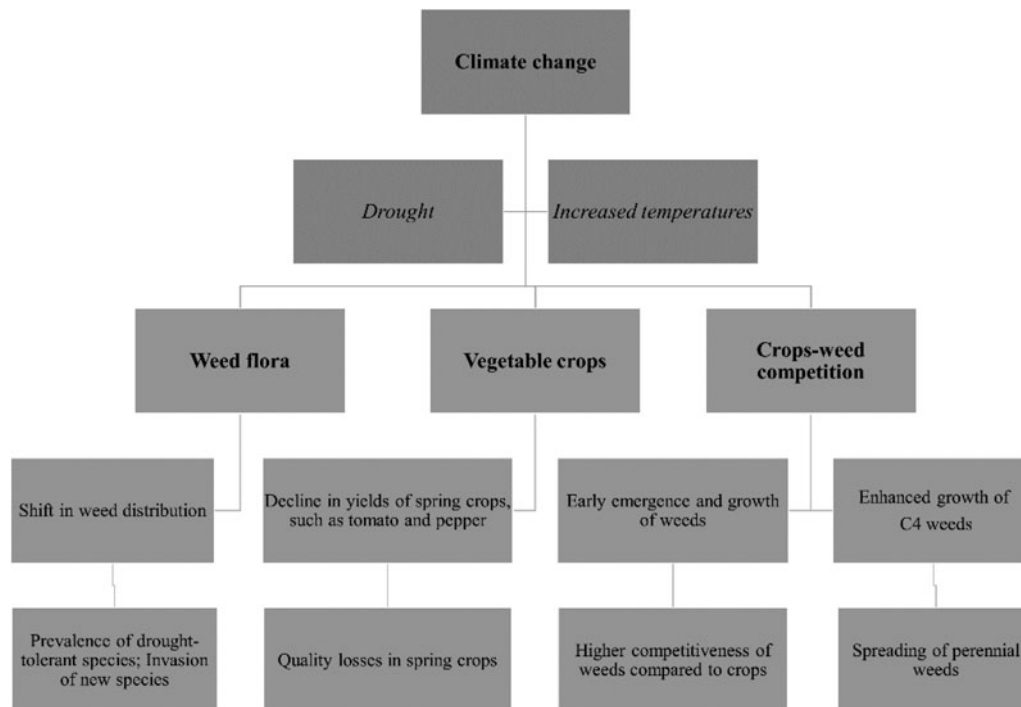 Climate change
Drought
Increased temperatures
Weed flora
Vegetable crops
Crops-weed
competition
Shift in weed distribution
Decline in yields of spring crops,
such as tomato and pepper
Early emergence and growth
of weeds
Enhanced growth of
C4 weeds
Prevalence of drought-
tolerant species; Invasion
of new species
Quality losses in spring crops
Higher competitiveness of
weeds compared to crops
Spreading of perennial
weeds